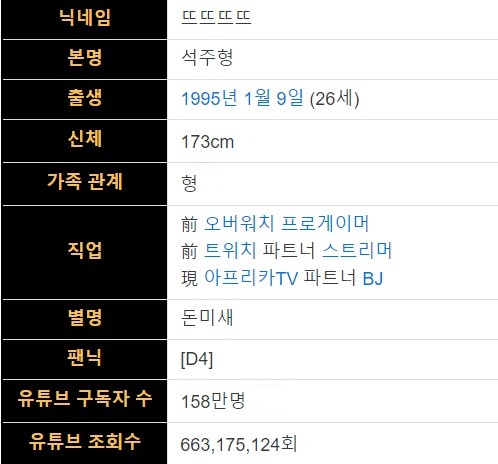 닉네임 뜨뜨뜨뜨
본명 석주형
출생 1995년 1월 9일 (26세)
신체 173cm
가족 관계 형
前 오버워치 프로게이머
직업 前 트위치 파트너 스트리머
現 아프리카TV 파트너 BJ
별명 돈미새
팬닉 [D4]
유튜브 구독자 수 158만명
유튜브 조회수 663,175,124회